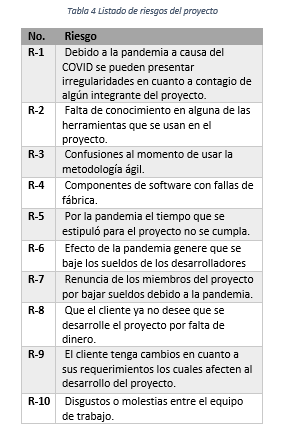 Tabla 4 Listado de riesgos del proyecto
No. Riesgo
R-1 Debido a la pandemia a causa del
COVID se pueden presentar
irregularidades en cuanto a contagio de
algún integrante del proyecto.
R-2 Falta de conocimiento en alguna de las
herramientas que se usan en el
proyecto.
R-3 Confusiones al momento de usar la
metodología ágil.
R-4 Componentes de software con fallas de
fábrica.
R-5 Por la pandemia el tiempo que se
estipuló para el proyecto no se cumpla.
R-6 Efecto de la pandemia genere que se
baje los sueldos de los desarrolladores
R-7 Renuncia de los miembros del proyecto
por bajar sueldos debido a la pandemia.
R-8 Que el cliente ya no desee que se
desarrolle el proyecto por falta de
dinero.
R-9 El cliente tenga cambios en cuanto a
sus requerimientos los cuales afecten al
desarrollo del proyecto.
R-10 Disgustos o molestias entre el equipo
de trabajo.